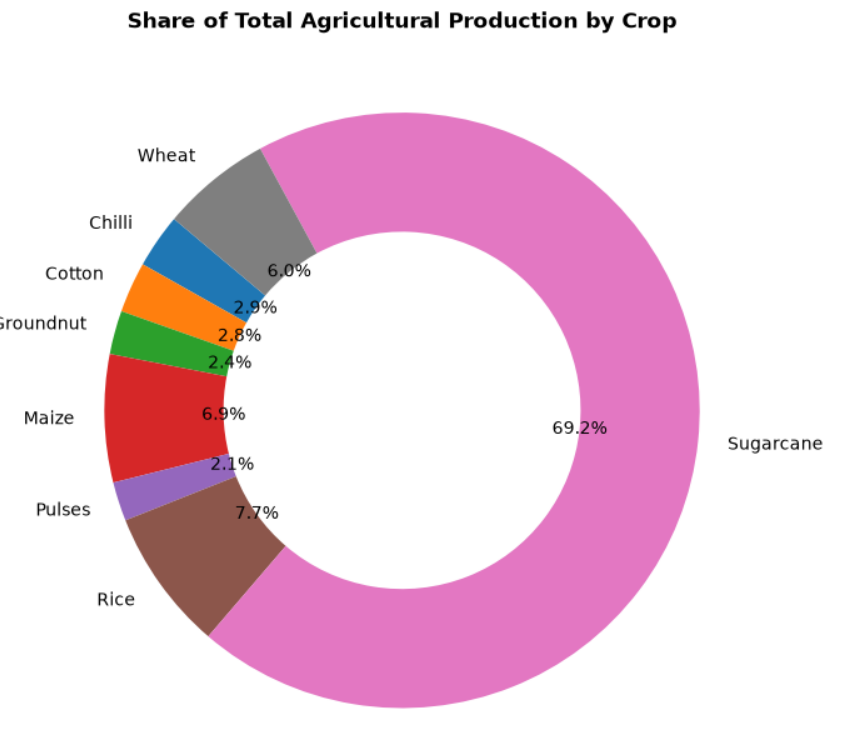 Share of Total Agricultural Production by Crop
Wheat
6.0%
Chilli
2.9%
Cotton
2.8%
Groundnut
2.4%
Maize
6.9%
Pulses
2.1%
Rice
7.7%
Sugarcane
69.2%